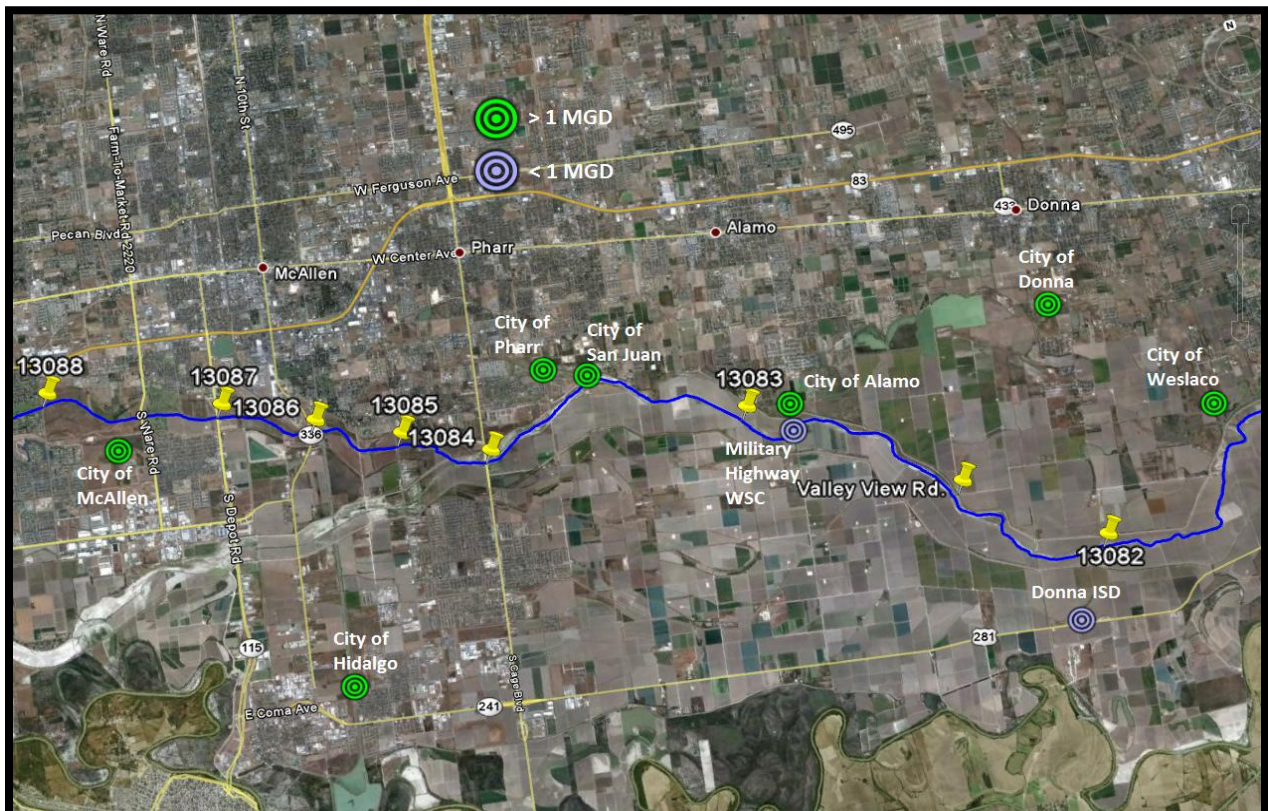 N Ware Rd
N 10th St
N
> 1 MGD
495
Farm-To-Market Rd 2220
< 1 MGD
W Ferguson Ave
83
433
Donna
Pecan Blvd
Alamo
Pharr
W Center Ave
McAllen
City of
Donna
City of
Pharr
City of
San Juan
City of
Weslaco
13088
13087
13083
City of Alamo
13086
13085
336
13084
S Ware Rd
City of
McAllen
Military
Highway
WSC
Valley View Rd.
S Depot Rd
13082
Donna ISD
281
City of
Hidalgo
115
S Cage Blvd
E Coma Ave
241